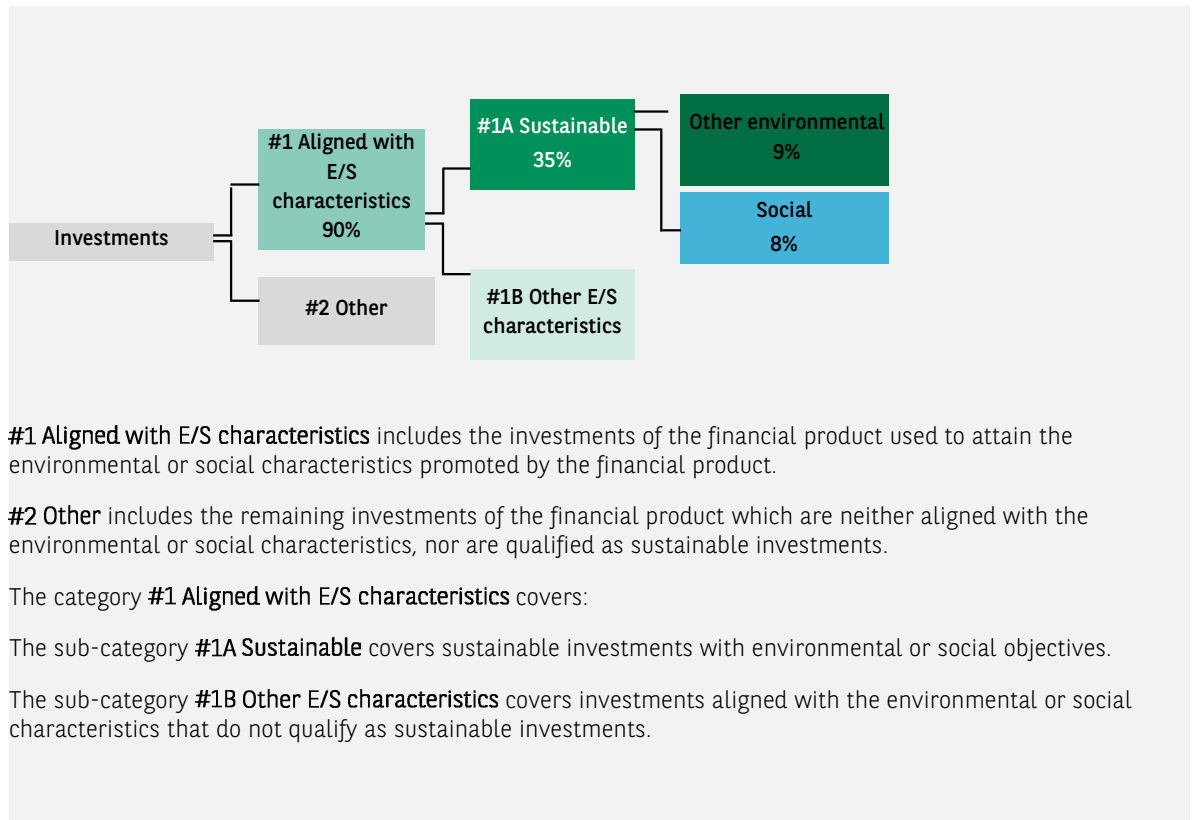 #1 Aligned with
E/S
characteristics
90%
#1A Sustainable
35%
Other environmental
9%
Social
8%
Investments
#2 Other
#1B Other E/S
characteristics
#1 Aligned with E/S characteristics includes the investments of the financial product used to attain the
environmental or social characteristics promoted by the financial product.
#2 Other includes the remaining investments of the financial product which are neither aligned with the
environmental or social characteristics, nor are qualified as sustainable investments.
The category #1 Aligned with E/S characteristics covers:
The sub-category #1A Sustainable covers sustainable investments with environmental or social objectives.
The sub-category #1B Other E/S characteristics covers investments aligned with the environmental or social
characteristics that do not qualify as sustainable investments.